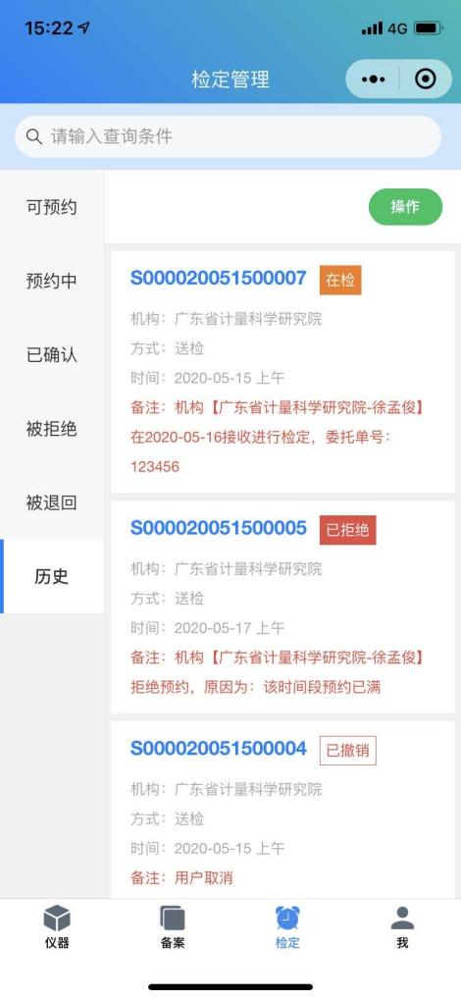 15:22
4G
检定管理
请输入查询条件
可预约
预约中
已确认
被拒绝
被退回
历史
操作
S000020051500007 在检
机构：广东省计量科学研究院
方式：送检
时间：2020-05-15 上午
备注：机构【广东省计量科学研究院-徐孟俊】
在2020-05-16接收进行检定，委托单号：
123456
S000020051500005 已拒绝
机构：广东省计量科学研究院
方式：送检
时间：2020-05-17 上午
备注：机构【广东省计量科学研究院-徐孟俊】
拒绝预约，原因为：该时间段预约已满
S000020051500004 已撤销
机构：广东省计量科学研究院
方式：送检
时间：2020-05-15 上午
备注：用户取消
仪器
备案
检定
我